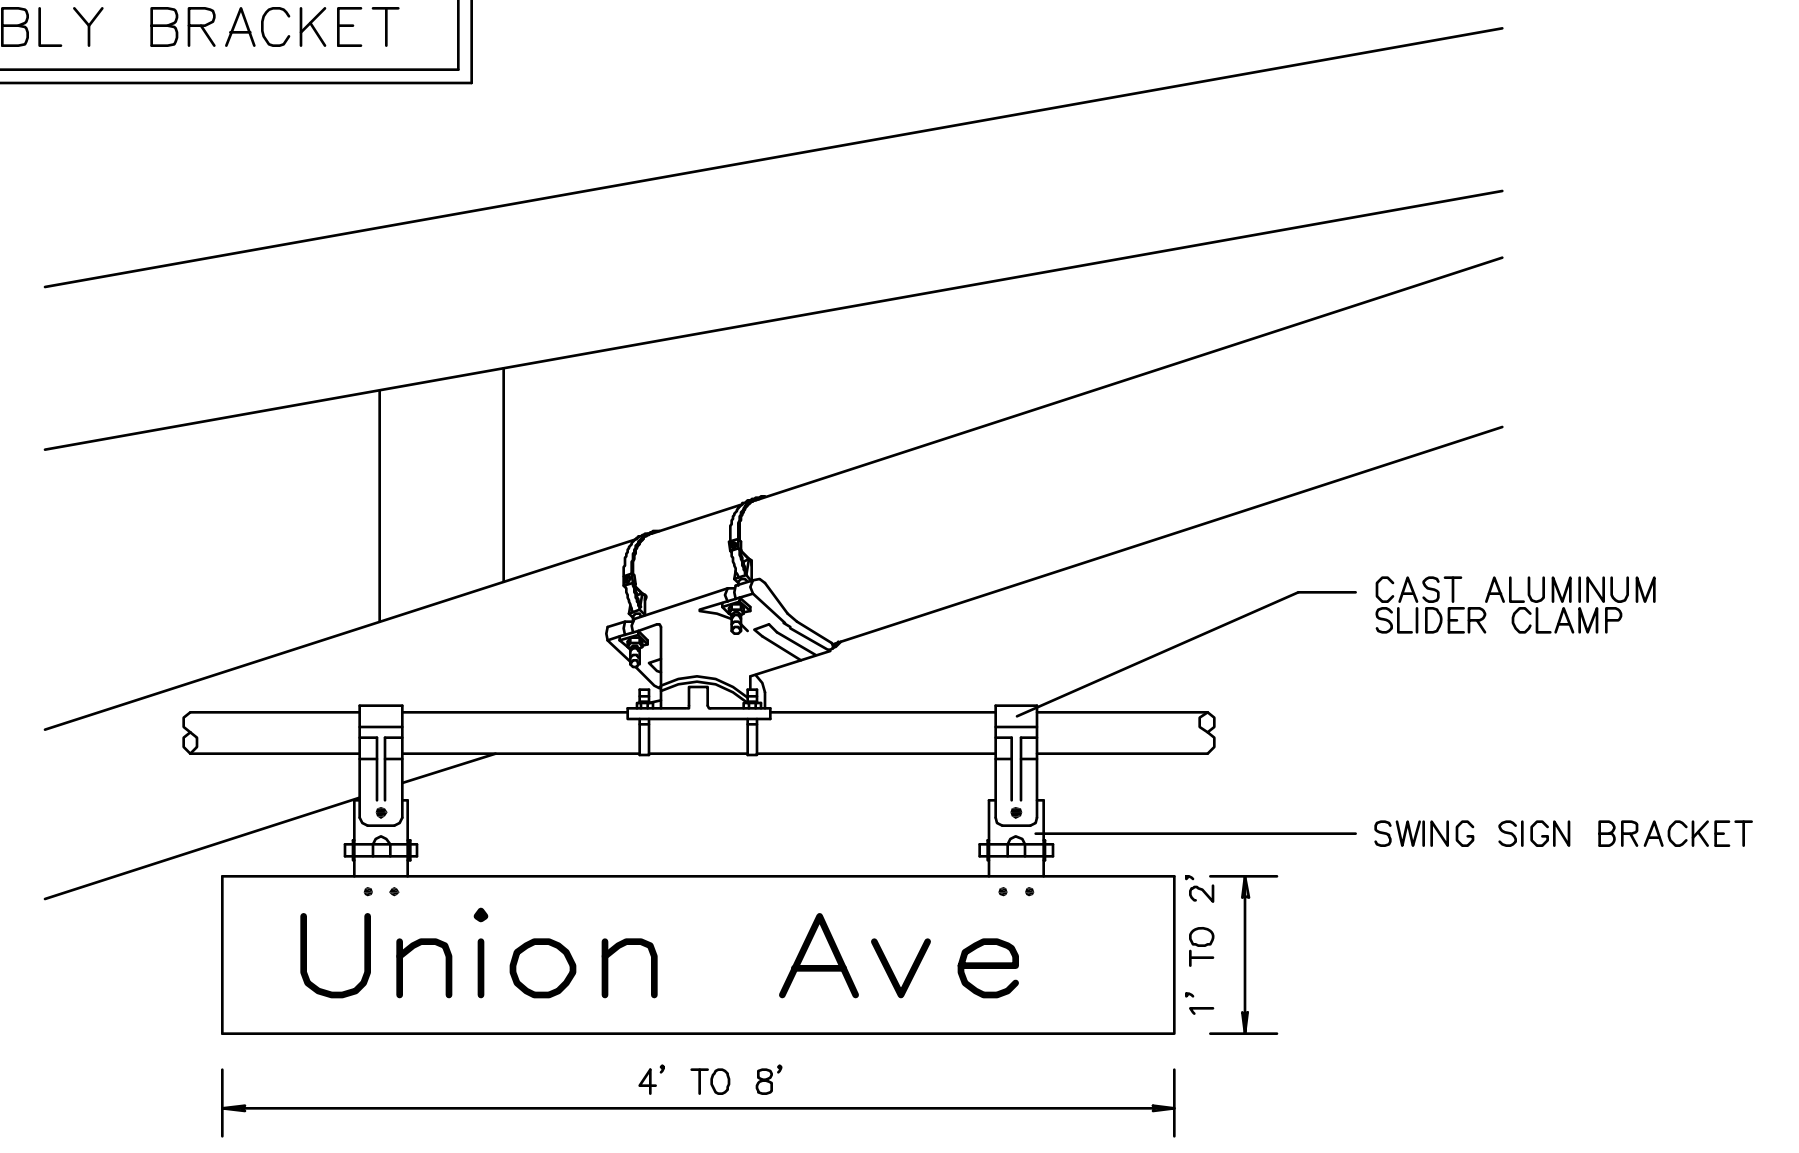 BLY BRACKET
CAST ALUMINUM
SLIDER CLAMP
SWING SIGN BRACKET
Union Ave
1' TO 2'
4' TO 8'